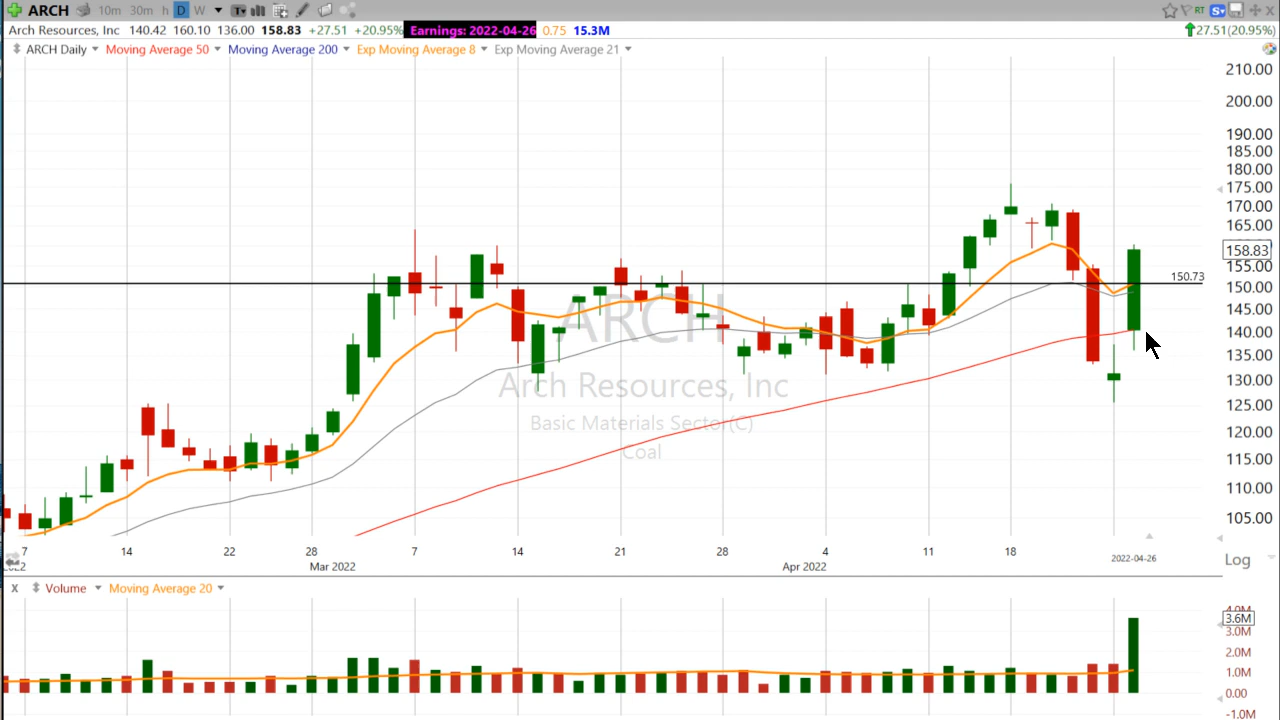 ARCH 10m 30m h D W T RT S
Arch Resources, Inc 140.42 160.10 136.00 158.83 +27.51 +20.95% Earnings: 2022-04-26 0.75 15.3M 27.51(20.95%)
ARCH Daily Moving Average 50 Moving Average 200 Exp Moving Average 8 Exp Moving Average 21
210.00
200.00
190.00
185.00
180.00
175.00
170.00
165.00
158.83
155.00
150.73
150.00
145.00
140.00
135.00
130.00
125.00
120.00
115.00
110.00
105.00
ARCH
Arch Resources, Inc
Basic Materials Sector(C)
Coal
7 14 22 28 7 14 21 28 4 11 18 2022-04-26
Mar 2022 Apr 2022
Log
X Volume Moving Average 20
4.0M
3.6M
3.0M
2.0M
1.0M
0.00
-1.0M